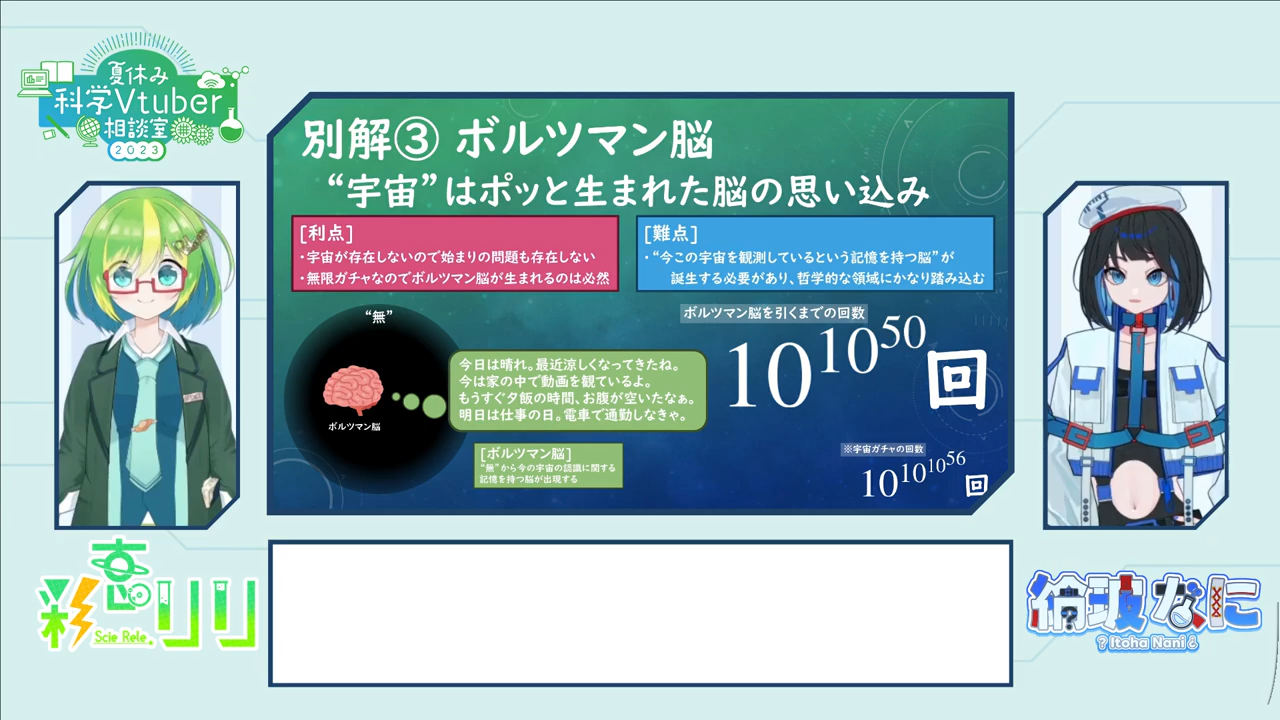 夏休み
科学Vtuber
相談室
2023
別解③ ボルツマン脳
“宇宙”はポッと生まれた脳の思い込み
[利点]
・宇宙が存在しないので始まりの問題も存在しない
・無限ガチャなのでボルツマン脳が生まれるのは必然
[難点]
・“今この宇宙を観測しているという記憶を持つ脳”が
誕生する必要があり、哲学的な領域にかなり踏み込む
“無”
ボルツマン脳
今日は晴れ。最近涼しくなってきたね。
今は家の中で動画を観ているよ。
もうすぐ夕飯の時間、お腹が空いたなぁ。
明日は仕事の日。電車で通勤しなきゃ。
[ボルツマン脳]
“無”から今の宇宙の認識に関する
記憶を持つ脳が出現する
ボルツマン脳を引くまでの回数
10^10^50 回
※宇宙ガチャの回数
10^10^10^56 回
彩恵リリ
Scie Rele.
倫玻なに
? Itoha Nani ¿